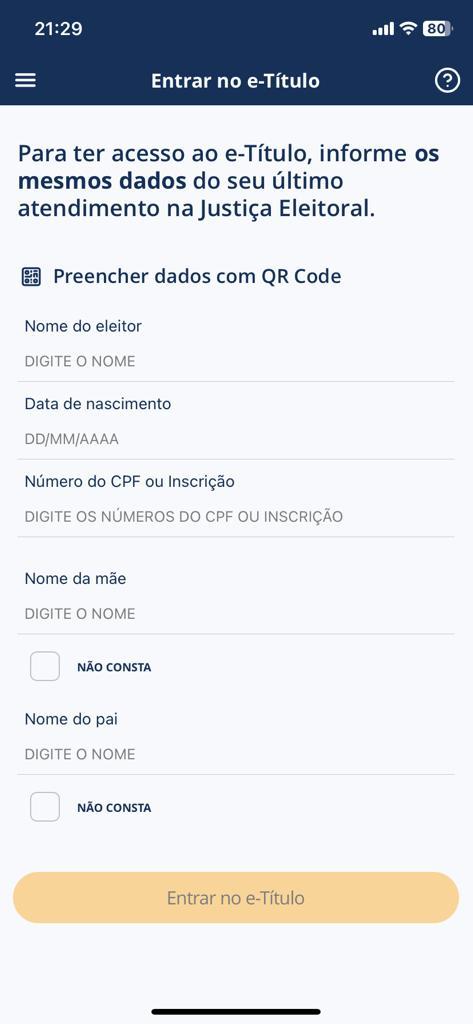 21:29
80
Entrar no e-Título
?
Para ter acesso ao e-Título, informe os
mesmos dados do seu último
atendimento na Justiça Eleitoral.
Preencher dados com QR Code
Nome do eleitor
DIGITE O NOME
Data de nascimento
DD/MM/AAAA
Número do CPF ou Inscrição
DIGITE OS NÚMEROS DO CPF OU INSCRIÇÃO
Nome da mãe
DIGITE O NOME
NÃO CONSTA
Nome do pai
DIGITE O NOME
NÃO CONSTA
Entrar no e-Título